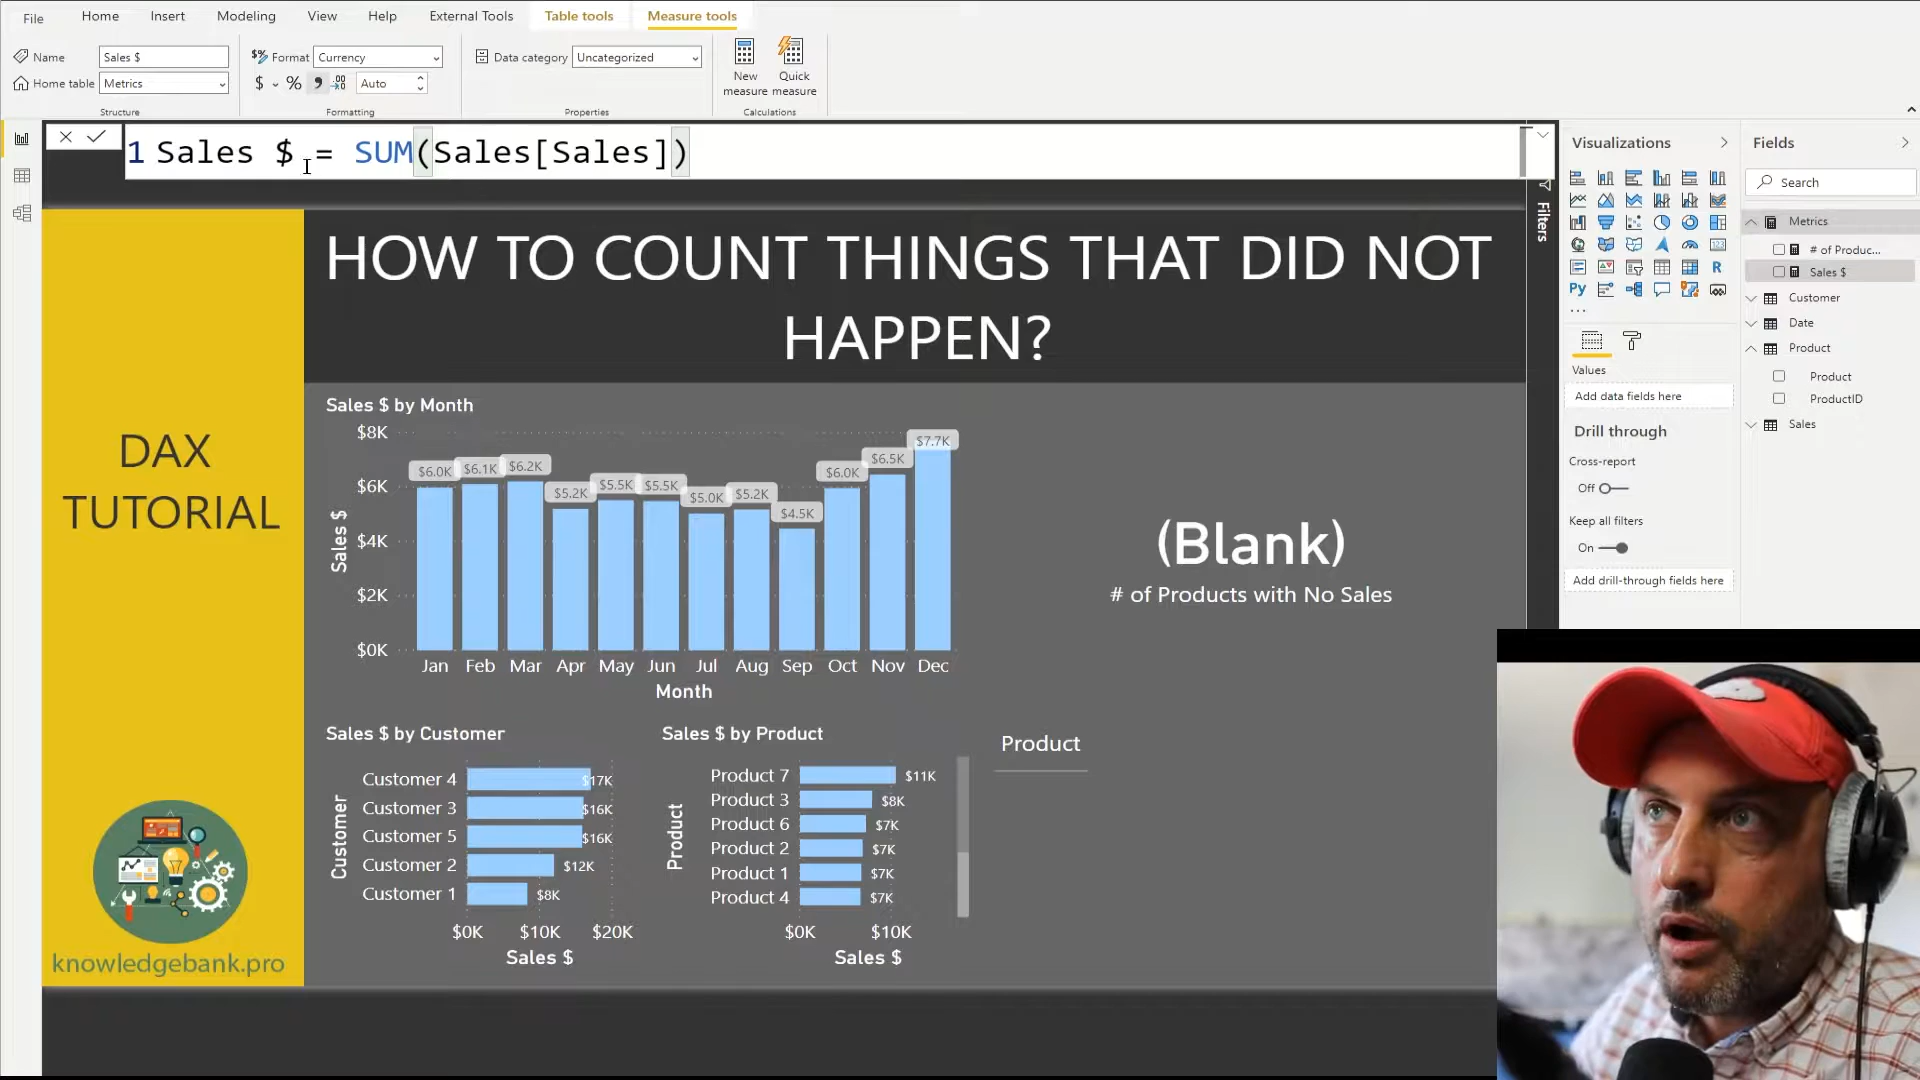 File Home Insert Modeling View Help External Tools Table tools Measure tools
Name Sales $
Home table Metrics
Structure
$% Format Currency
$ % Auto
Formatting
Data category Uncategorized
Properties
New measure
Quick measure
Calculations
1 Sales $ = SUM(Sales[Sales])
HOW TO COUNT THINGS THAT DID NOT
HAPPEN?
DAX
TUTORIAL
knowledgebank.pro
Sales $ by Month
$8K
$6K
$4K
$2K
$0K
Sales $
$6.0K $6.1K $6.2K $5.2K $5.5K $5.5K $5.0K $5.2K $4.5K $6.0K $6.5K $7.7K
Jan Feb Mar Apr May Jun Jul Aug Sep Oct Nov Dec
Month
(Blank)
# of Products with No Sales
Sales $ by Customer
Customer
Customer 4 $17K
Customer 3 $16K
Customer 5 $16K
Customer 2 $12K
Customer 1 $8K
$0K $10K $20K
Sales $
Sales $ by Product
Product
Product 7 $11K
Product 3 $8K
Product 6 $7K
Product 2 $7K
Product 1 $7K
Product 4 $7K
$0K $10K
Sales $
Product
Filters
Visualizations
R
Py
...
Values
Add data fields here
Drill through
Cross-report
Off
Keep all filters
On
Add drill-through fields here
Fields
Search
Metrics
# of Produc...
Sales $
Customer
Date
Product
Product
ProductID
Sales